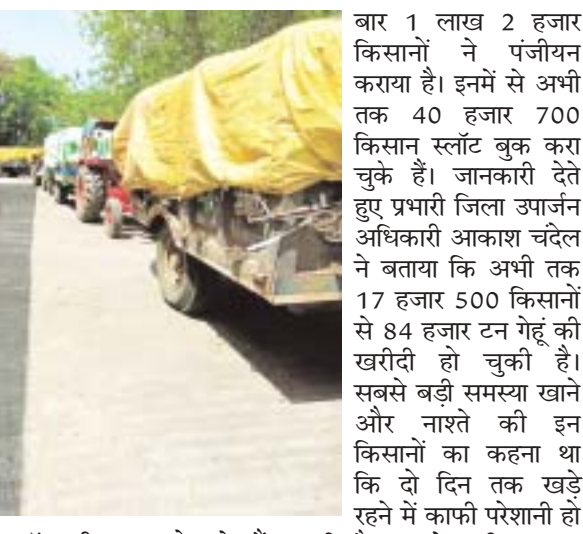 बार 1 लाख 2 हजार
किसानों ने पंजीयन
कराया है। इनमें से अभी
तक 40 हजार 700
किसान स्लॉट बुक करा
चुके हैं। जानकारी देते
हुए प्रभारी जिला उपार्जन
अधिकारी आकाश चंदेल
ने बताया कि अभी तक
17 हजार 500 किसानों
से 84 हजार टन गेहूं की
खरीदी हो चुकी है।
सबसे बड़ी समस्या खाने
और नाश्ते की इन
किसानों का कहना था
कि दो दिन तक खड़े
रहने में काफी परेशानी हो